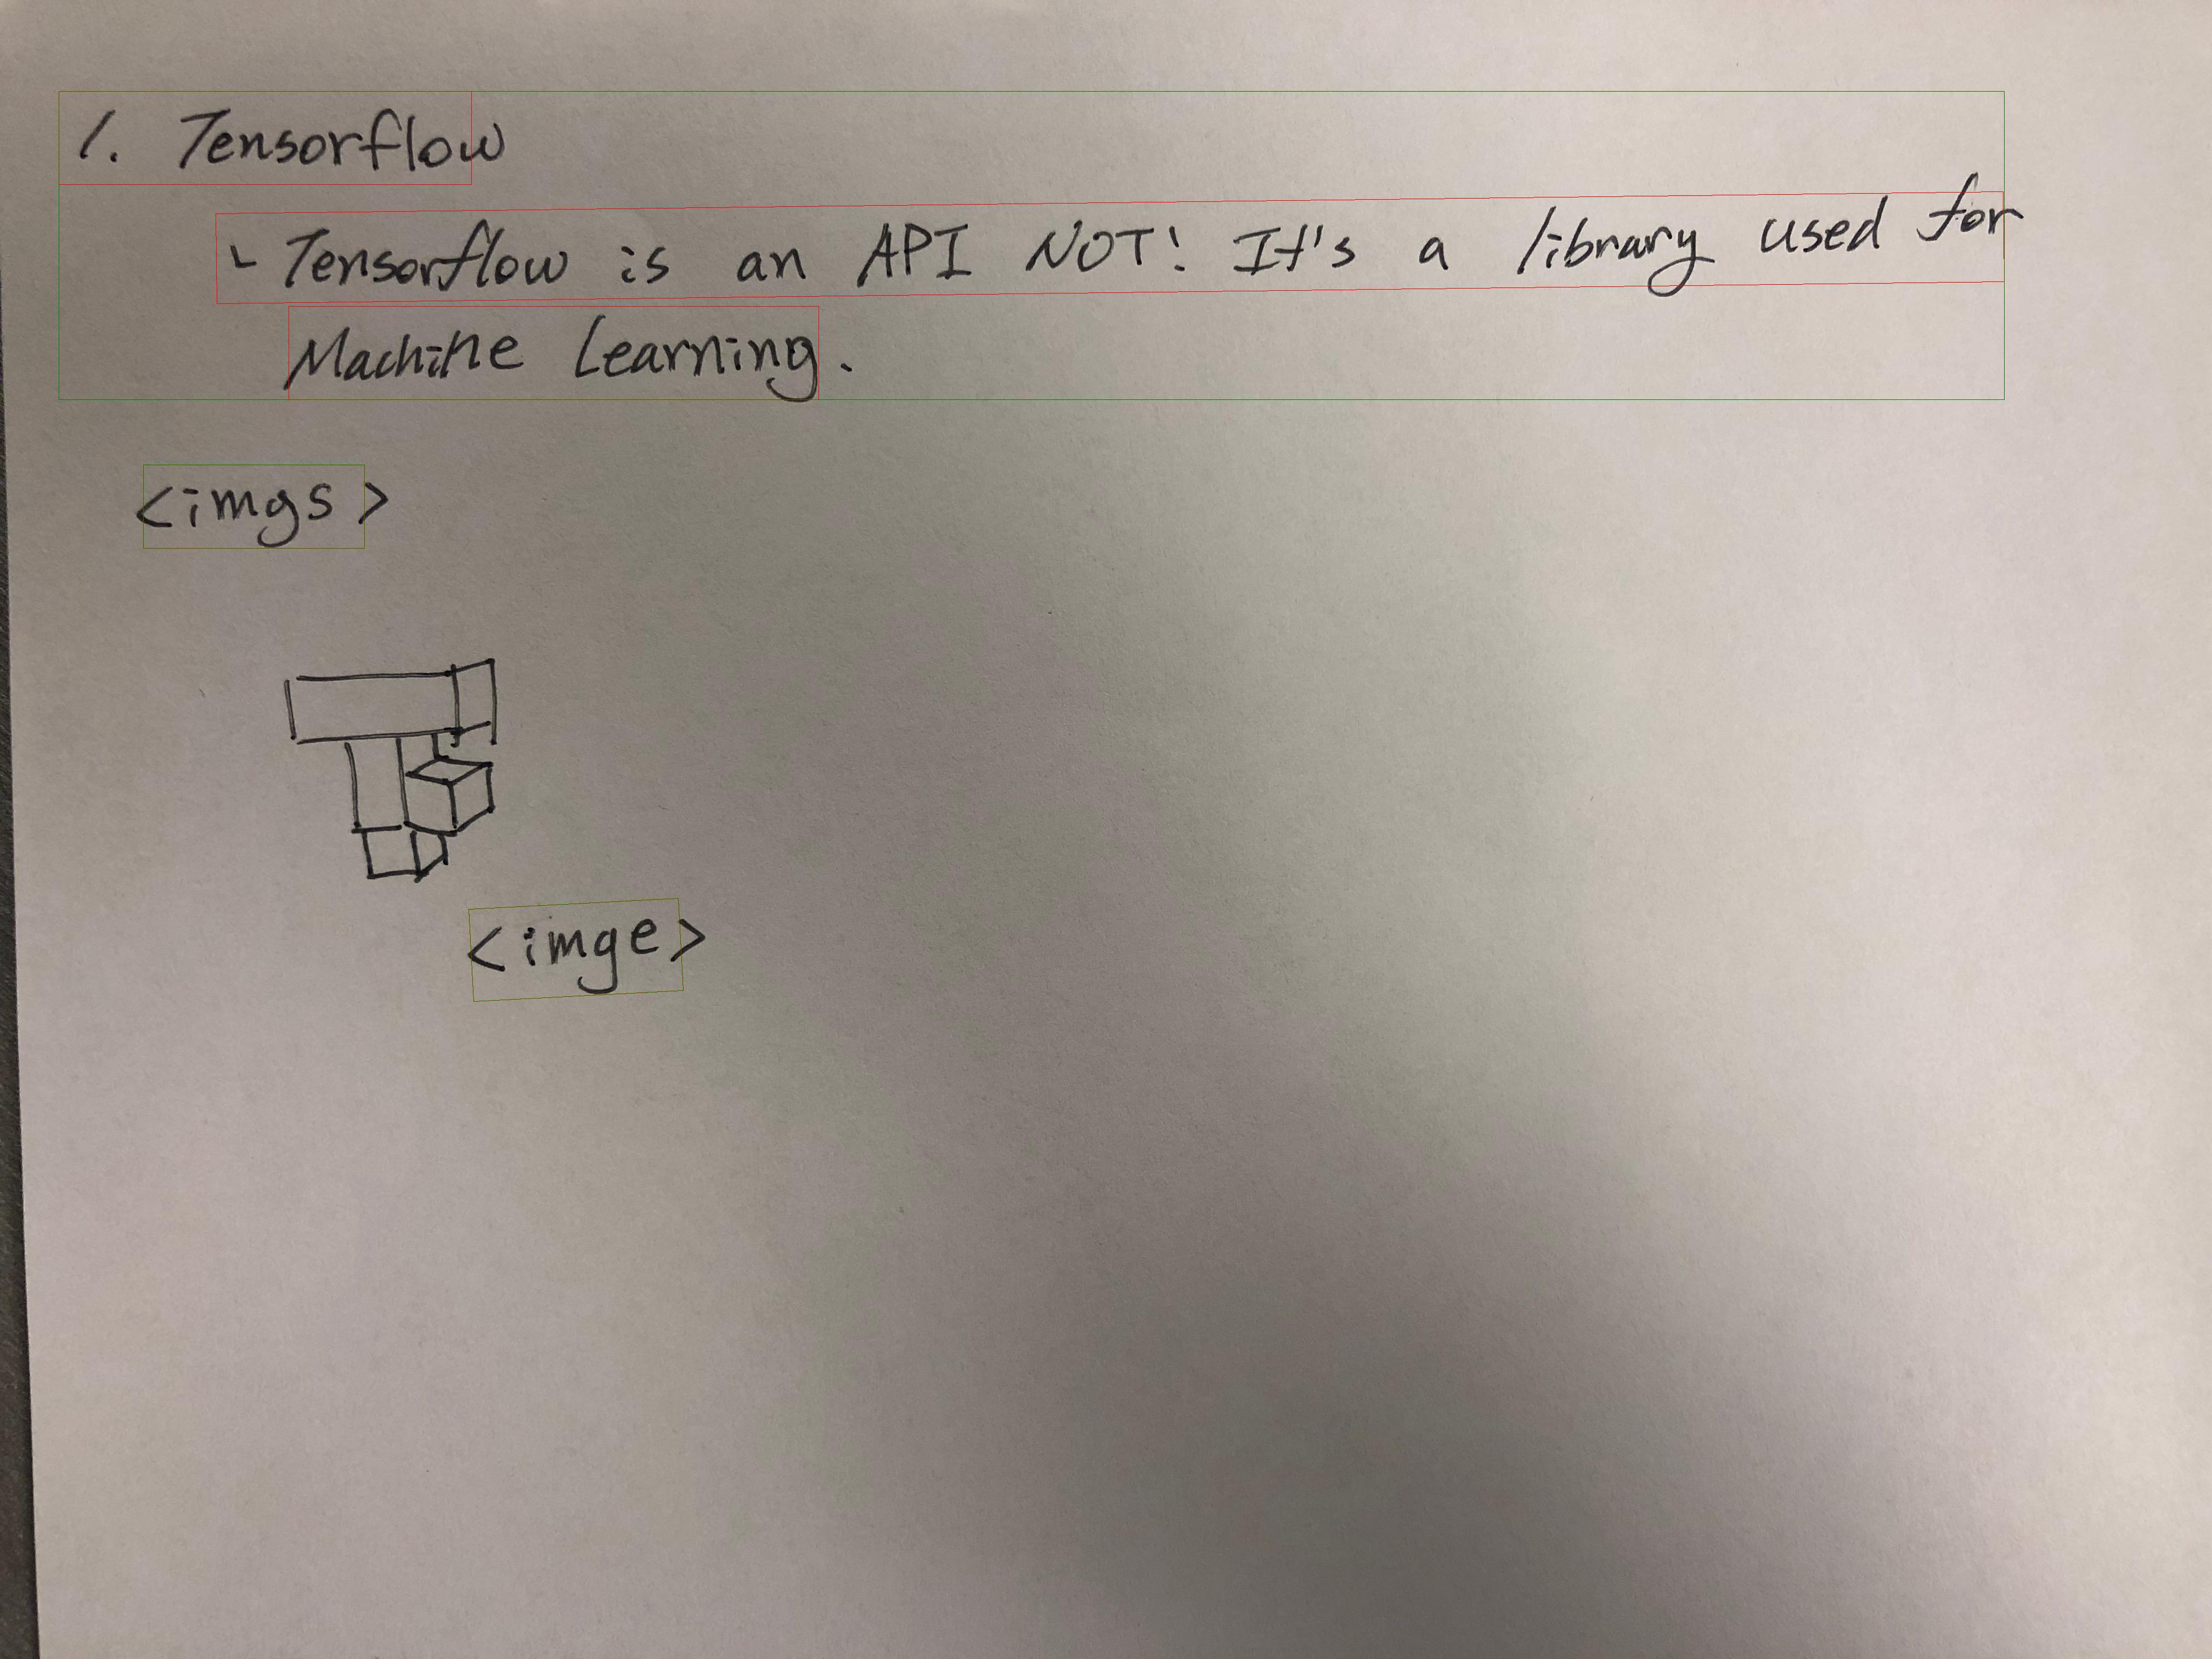 1. Tensorflow
- Tensorflow is an API NOT! It's a library used for
Machine Learning.
<imgs>
<imge>